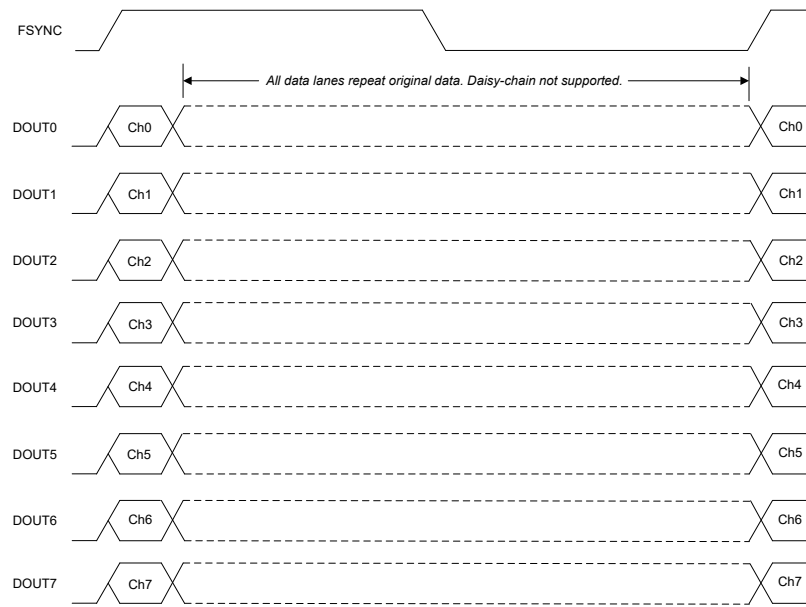 FSYNC
All data lanes repeat original data. Daisy-chain not supported.
DOUT0 Ch0 Ch0
DOUT1 Ch1 Ch1
DOUT2 Ch2 Ch2
DOUT3 Ch3 Ch3
DOUT4 Ch4 Ch4
DOUT5 Ch5 Ch5
DOUT6 Ch6 Ch6
DOUT7 Ch7 Ch7